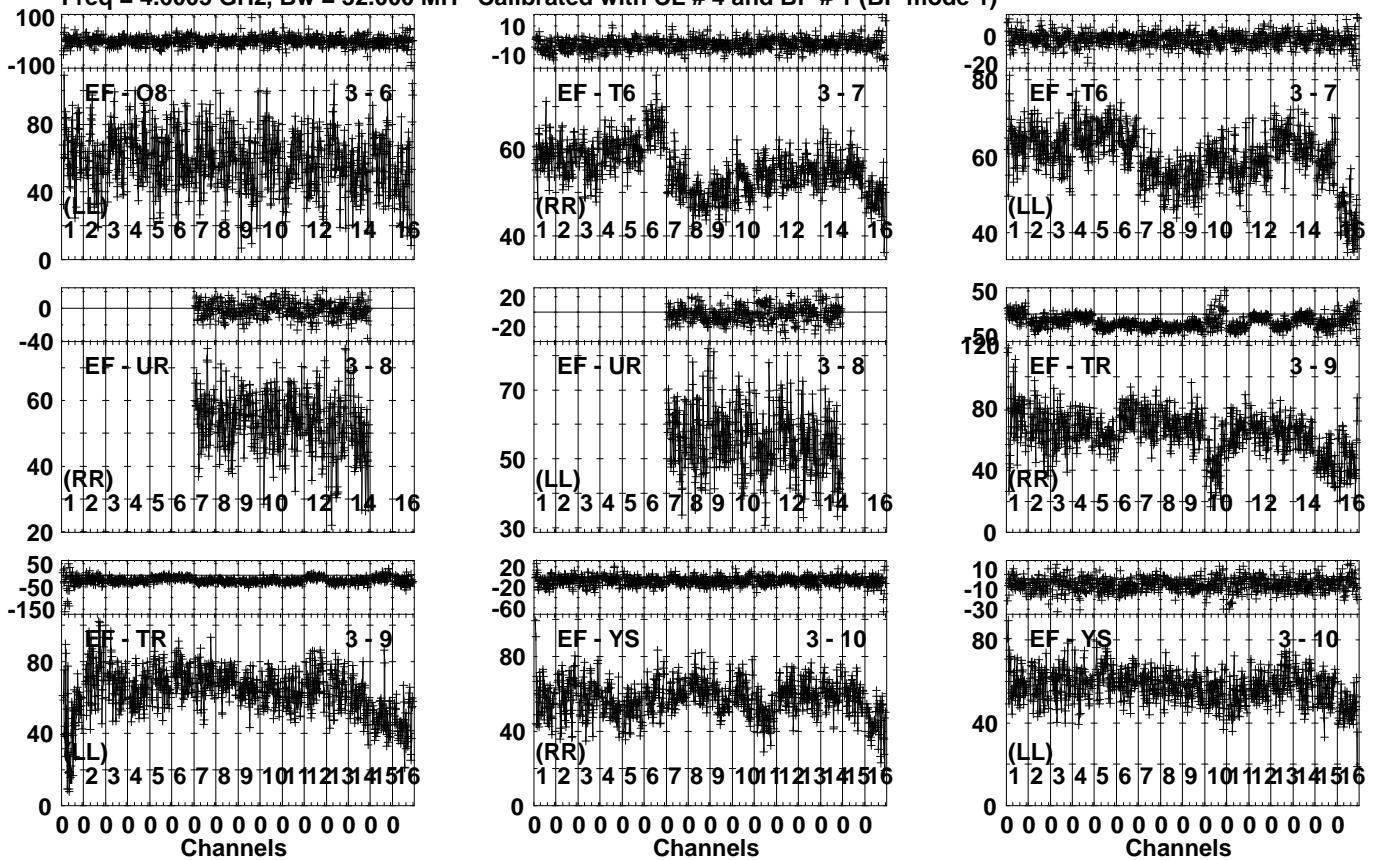 Freq = GHz, Bw = MH Calibrated with CL # 4 and BP # 1 (BP mode 1)
100
-100
EF - O8 3 - 6
80
40
0
(LL)
1 2 3 4 5 6 7 8 9 10 12 14 16
10
-10
EF - T6 3 - 7
60
40
(RR)
1 2 3 4 5 6 7 8 9 10 12 14 16
0
-20
80
EF - T6 3 - 7
60
40
(LL)
1 2 3 4 5 6 7 8 9 10 12 14 16
0
-40
EF - UR 3 - 8
60
40
20
(RR)
1 2 3 4 5 6 7 8 9 10 12 14 16
20
-20
EF - UR 3 - 8
70
50
30
(LL)
1 2 3 4 5 6 7 8 9 10 12 14 16
50
-50
120
EF - TR 3 - 9
80
40
0
(RR)
1 2 3 4 5 6 7 8 9 10 12 14 16
50
-50
-150
EF - TR 3 - 9
80
40
0
(LL)
2 3 4 5 6 7 8 9 10 11 12 13 14 15 16
0 0 0 0 0 0 0 0 0 0 0 0 0 0 0 0
Channels
20
-20
-60
EF - YS 3 - 10
80
40
0
(RR)
1 2 3 4 5 6 7 8 9 10 11 12 13 14 15 16
0 0 0 0 0 0 0 0 0 0 0 0 0 0 0 0
Channels
10
-10
-30
EF - YS 3 - 10
80
40
0
(LL)
1 2 3 4 5 6 7 8 9 10 11 12 13 14 15 16
0 0 0 0 0 0 0 0 0 0 0 0 0 0 0 0
Channels